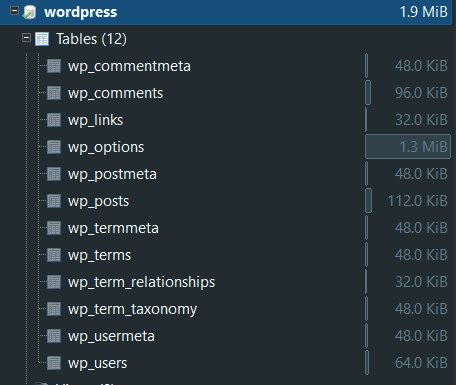 wordpress 1.9 MiB
Tables (12)
wp_commentmeta 48.0 KiB
wp_comments 96.0 KiB
wp_links 32.0 KiB
wp_options 1.3 MiB
wp_postmeta 48.0 KiB
wp_posts 112.0 KiB
wp_termmeta 48.0 KiB
wp_terms 48.0 KiB
wp_term_relationships 32.0 KiB
wp_term_taxonomy 48.0 KiB
wp_usermeta 48.0 KiB
wp_users 64.0 KiB